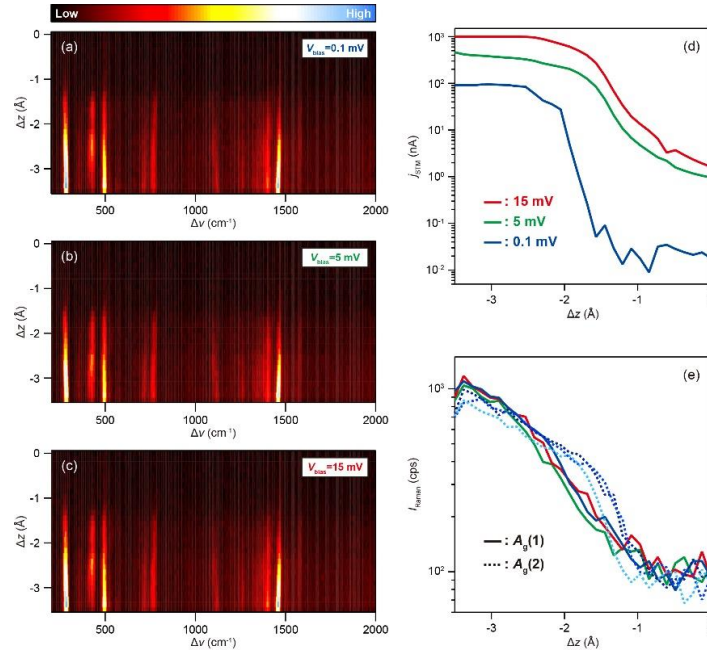 Low
High
(a)
V_bias=0.1 mV
0
-1
-2
-3
Δz (Å)
500
1000
1500
2000
Δν (cm⁻¹)
(b)
V_bias=5 mV
0
-1
-2
-3
Δz (Å)
500
1000
1500
2000
Δν (cm⁻¹)
(c)
V_bias=15 mV
0
-1
-2
-3
Δz (Å)
500
1000
1500
2000
Δν (cm⁻¹)
(d)
10³
10²
10¹
10⁰
10⁻¹
10⁻²
j_STM (nA)
: 15 mV
: 5 mV
: 0.1 mV
-3
-2
-1
0
Δz (Å)
(e)
10³
10²
I_Raman (cps)
: A_g(1)
: A_g(2)
-3
-2
-1
0
Δz (Å)